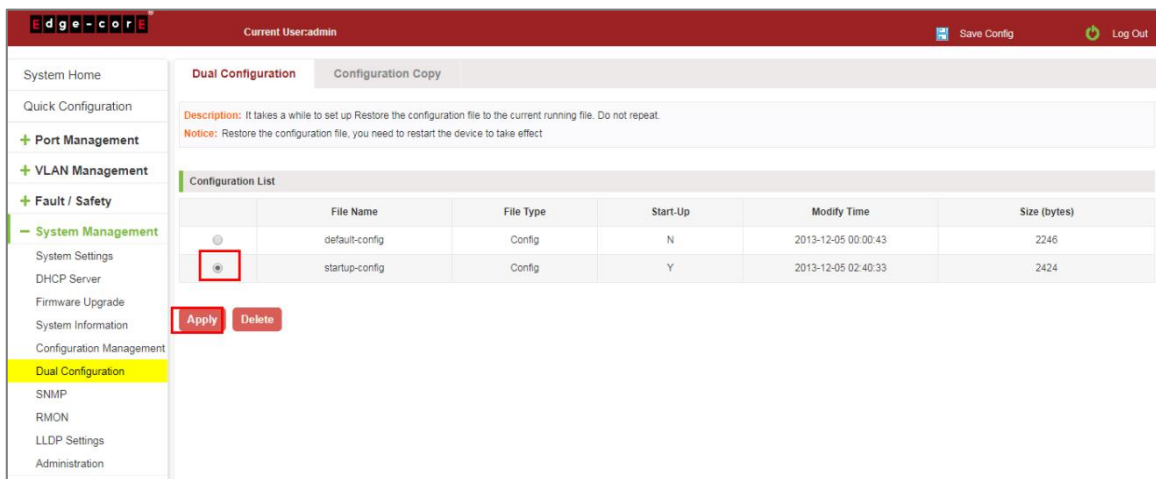 Edge-corE
Current User:admin
Save Config
Log Out
System Home
Quick Configuration
+ Port Management
+ VLAN Management
+ Fault / Safety
− System Management
System Settings
DHCP Server
Firmware Upgrade
System Information
Configuration Management
Dual Configuration
SNMP
RMON
LLDP Settings
Administration
Dual Configuration Configuration Copy
Description: It takes a while to set up Restore the configuration file to the current running file. Do not repeat.
Notice: Restore the configuration file, you need to restart the device to take effect
Configuration List
File Name File Type Start-Up Modify Time Size (bytes)
default-config Config N 2013-12-05 00:00:43 2246
startup-config Config Y 2013-12-05 02:40:33 2424
Apply Delete